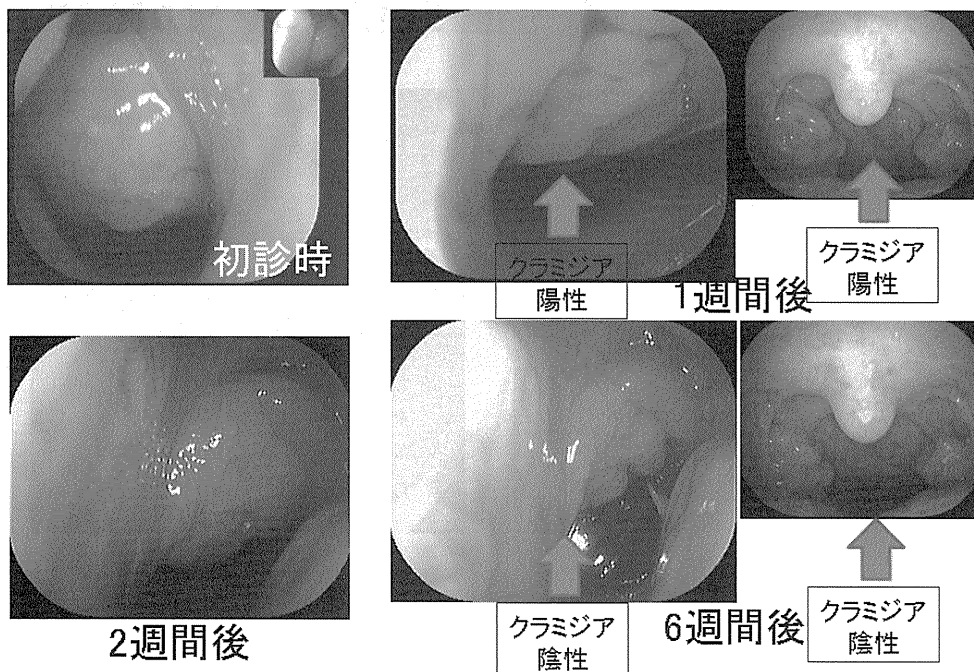 初診時
クラミジア
陽性
1週間後
クラミジア
陽性
2週間後
クラミジア
陰性
6週間後
クラミジア
陰性